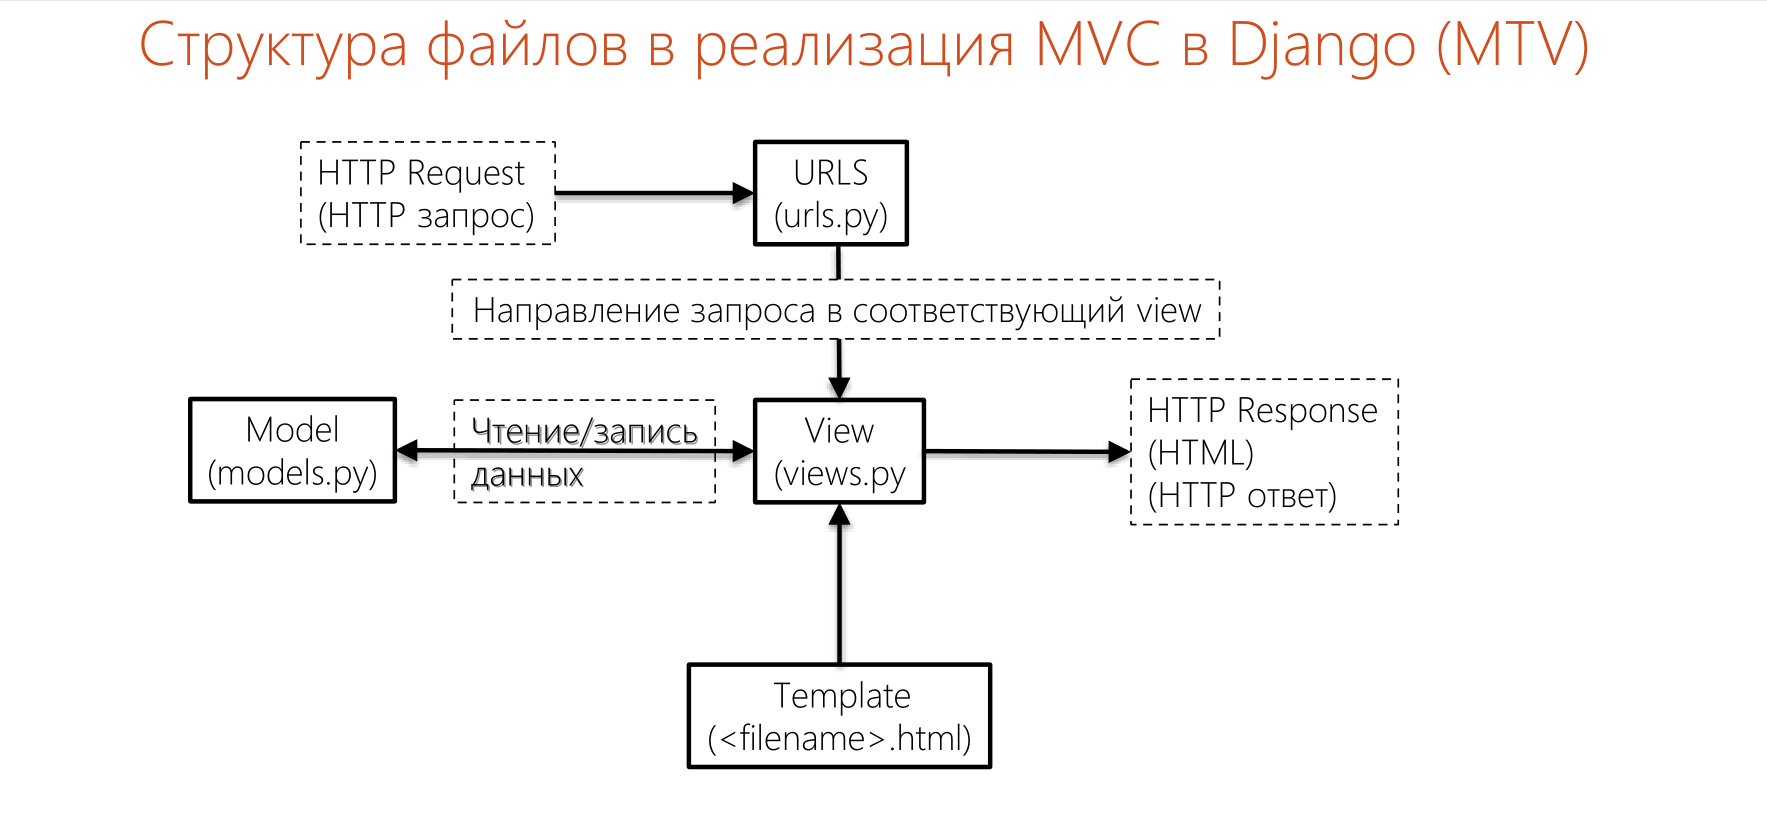 Структура файлов в реализация MVC в Django (MTV)
HTTP Request
(HTTP запрос)
URLS
(urls.py)
Направление запроса в соответствующий view
Model
(models.py)
Чтение/запись
данных
View
(views.py
HTTP Response
(HTML)
(HTTP ответ)
Template
(<filename>.html)